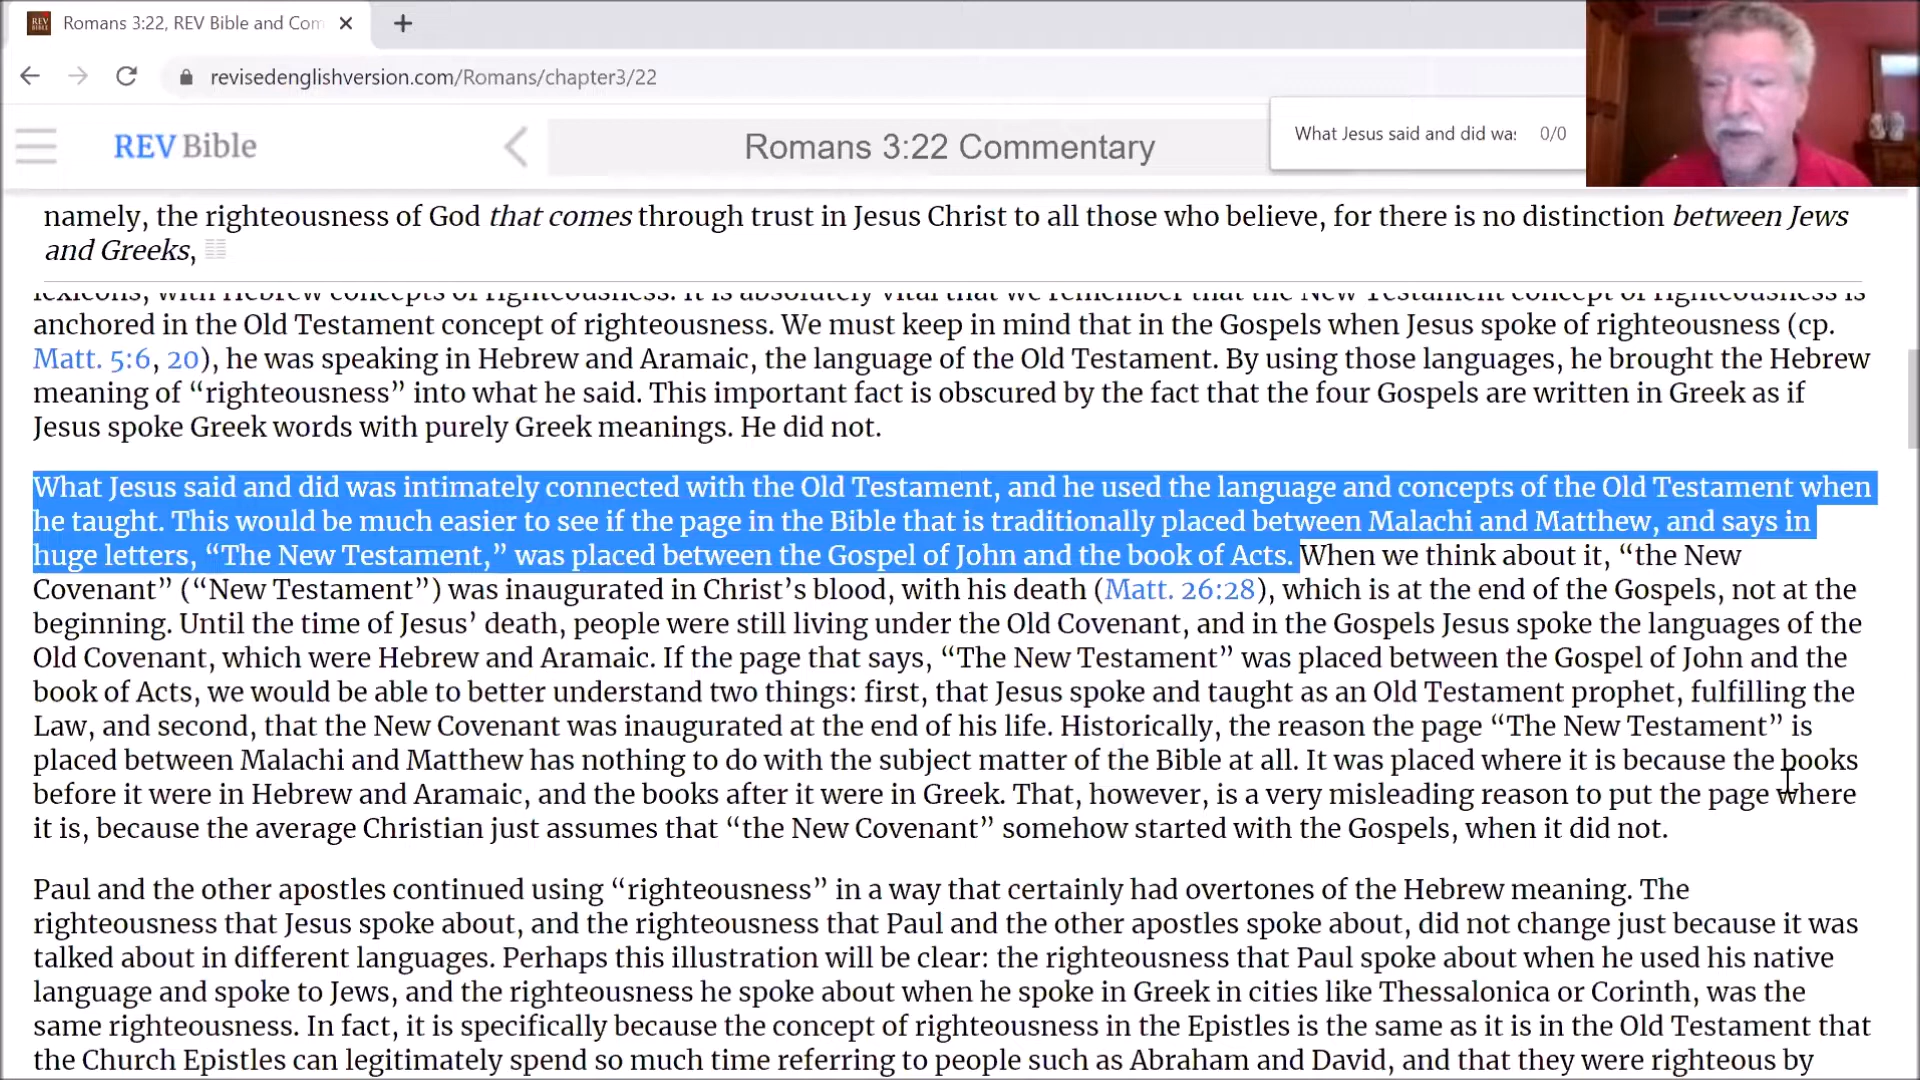 Romans 3:22, REV Bible and Com
revisedenglishversion.com/Romans/chapter3/22
REV Bible
Romans 3:22 Commentary
What Jesus said and did was 0/0
namely, the righteousness of God that comes through trust in Jesus Christ to all those who believe, for there is no distinction between Jews
and Greeks,
lexicons, with Hebrew concepts of righteousness. It is absolutely vital that we remember that the New Testament concept of righteousness is
anchored in the Old Testament concept of righteousness. We must keep in mind that in the Gospels when Jesus spoke of righteousness (cp.
Matt. 5:6, 20), he was speaking in Hebrew and Aramaic, the language of the Old Testament. By using those languages, he brought the Hebrew
meaning of “righteousness” into what he said. This important fact is obscured by the fact that the four Gospels are written in Greek as if
Jesus spoke Greek words with purely Greek meanings. He did not.
What Jesus said and did was intimately connected with the Old Testament, and he used the language and concepts of the Old Testament when
he taught. This would be much easier to see if the page in the Bible that is traditionally placed between Malachi and Matthew, and says in
huge letters, “The New Testament,” was placed between the Gospel of John and the book of Acts. When we think about it, “the New
Covenant” (“New Testament”) was inaugurated in Christ’s blood, with his death (Matt. 26:28), which is at the end of the Gospels, not at the
beginning. Until the time of Jesus’ death, people were still living under the Old Covenant, and in the Gospels Jesus spoke the languages of the
Old Covenant, which were Hebrew and Aramaic. If the page that says, “The New Testament” was placed between the Gospel of John and the
book of Acts, we would be able to better understand two things: first, that Jesus spoke and taught as an Old Testament prophet, fulfilling the
Law, and second, that the New Covenant was inaugurated at the end of his life. Historically, the reason the page “The New Testament” is
placed between Malachi and Matthew has nothing to do with the subject matter of the Bible at all. It was placed where it is because the books
before it were in Hebrew and Aramaic, and the books after it were in Greek. That, however, is a very misleading reason to put the page where
it is, because the average Christian just assumes that “the New Covenant” somehow started with the Gospels, when it did not.
Paul and the other apostles continued using “righteousness” in a way that certainly had overtones of the Hebrew meaning. The
righteousness that Jesus spoke about, and the righteousness that Paul and the other apostles spoke about, did not change just because it was
talked about in different languages. Perhaps this illustration will be clear: the righteousness that Paul spoke about when he used his native
language and spoke to Jews, and the righteousness he spoke about when he spoke in Greek in cities like Thessalonica or Corinth, was the
same righteousness. In fact, it is specifically because the concept of righteousness in the Epistles is the same as it is in the Old Testament that
the Church Epistles can legitimately spend so much time referring to people such as Abraham and David, and that they were righteous by